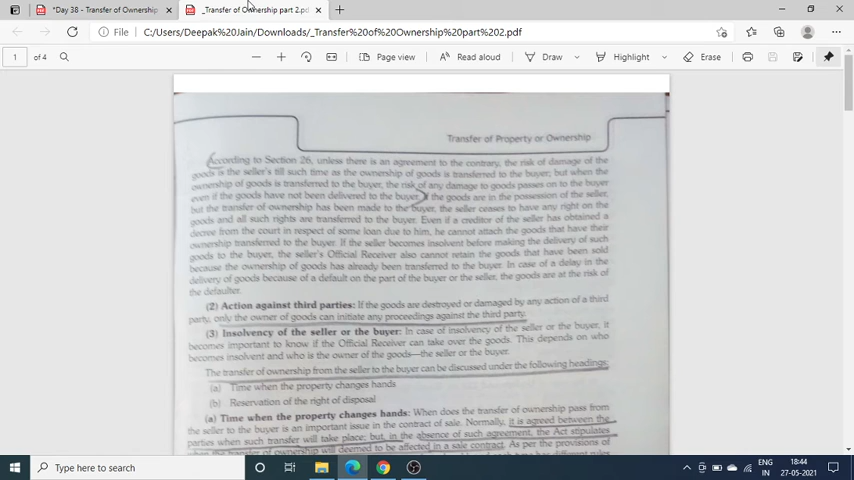 *Day 38 - Transfer of Ownership
_Transfer of Ownership part 2.pdf
File
C:/Users/Deepak%20Jain/Downloads/_Transfer%20of%20Ownership%20part%202.pdf
1 of 4
Page view
Read aloud
Draw
Highlight
Erase
Transfer of Property or Ownership
According to Section 26, unless there is an agreement to the contrary, the risk of damage of the
goods is the seller's till such time as the ownership of goods is transferred to the buyer; but when the
ownership of goods is transferred to the buyer, the risk of any damage to goods passes on to the buyer
even if the goods have not been delivered to the buyer. If the goods are in the possession of the seller,
but the transfer of ownership has been made to the buyer, the seller ceases to have any right on the
goods and all such rights are transferred to the buyer. Even if a creditor of the seller has obtained a
decree from the court in respect of some loan due to him, he cannot attach the goods that have their
ownership transferred to the buyer. If the seller becomes insolvent before making the delivery of such
goods to the buyer, the seller's Official Receiver also cannot retain the goods that have been sold
because the ownership of goods has already been transferred to the buyer. In case of a delay in the
delivery of goods because of a default on the part of the buyer or the seller, the goods are at the risk of
the defaulter.
(2) Action against third parties: If the goods are destroyed or damaged by any action of a third
party, only the owner of goods can initiate any proceedings against the third party.
(3) Insolvency of the seller or the buyer: In case of insolvency of the seller or the buyer, it
becomes important to know if the Official Receiver can take over the goods. This depends on who
becomes insolvent and who is the owner of the goods—the seller or the buyer.
The transfer of ownership from the seller to the buyer can be discussed under the following headings:
(a) Time when the property changes hands
(b) Reservation of the right of disposal
(a) Time when the property changes hands: When does the transfer of ownership pass from
the seller to the buyer is an important issue in the contract of sale. Normally, it is agreed between the
parties when such transfer will take place; but, in the absence of such agreement, the Act stipulates
when the transfer of ownership will deemed to be affected in a sale contract. As per the provisions of
Type here to search
ENG
IN
18:44
27-05-2021